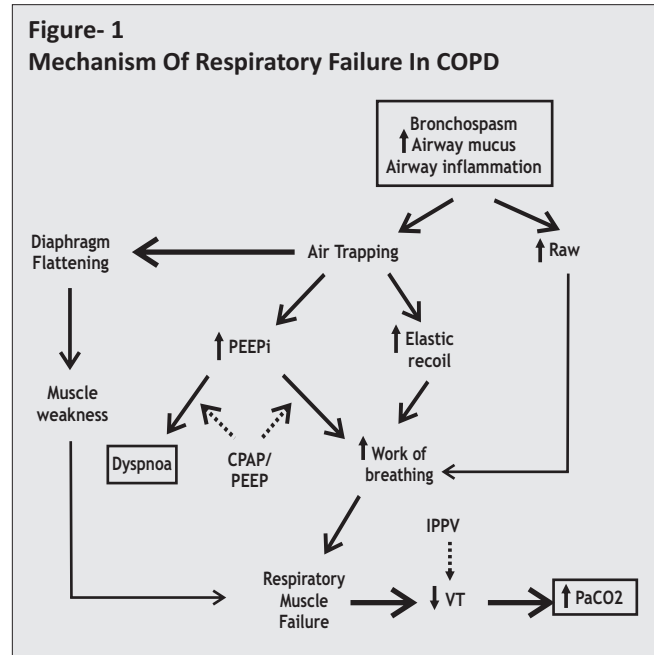 Figure- 1
Mechanism Of Respiratory Failure In COPD
Bronchospasm
↑ Airway mucus
Airway inflammation
Diaphragm
Flattening
Air Trapping
↑ Raw
↑ PEEPi
↑ Elastic
recoil
Muscle
weakness
Dyspnoa
CPAP/
PEEP
↑ Work of
breathing
IPPV
Respiratory
Muscle
Failure
↓ VT
↑ PaCO2